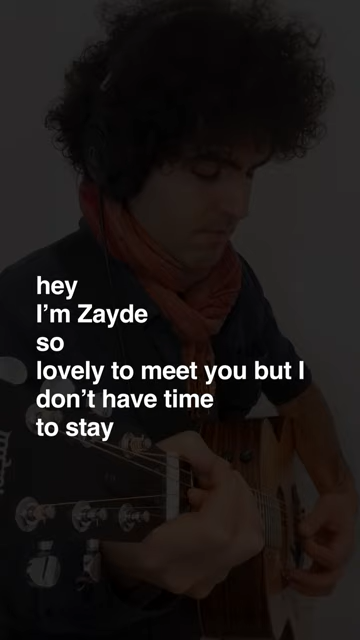 hey
I’m Zayde
so
lovely to meet you but I
don’t have time
to stay